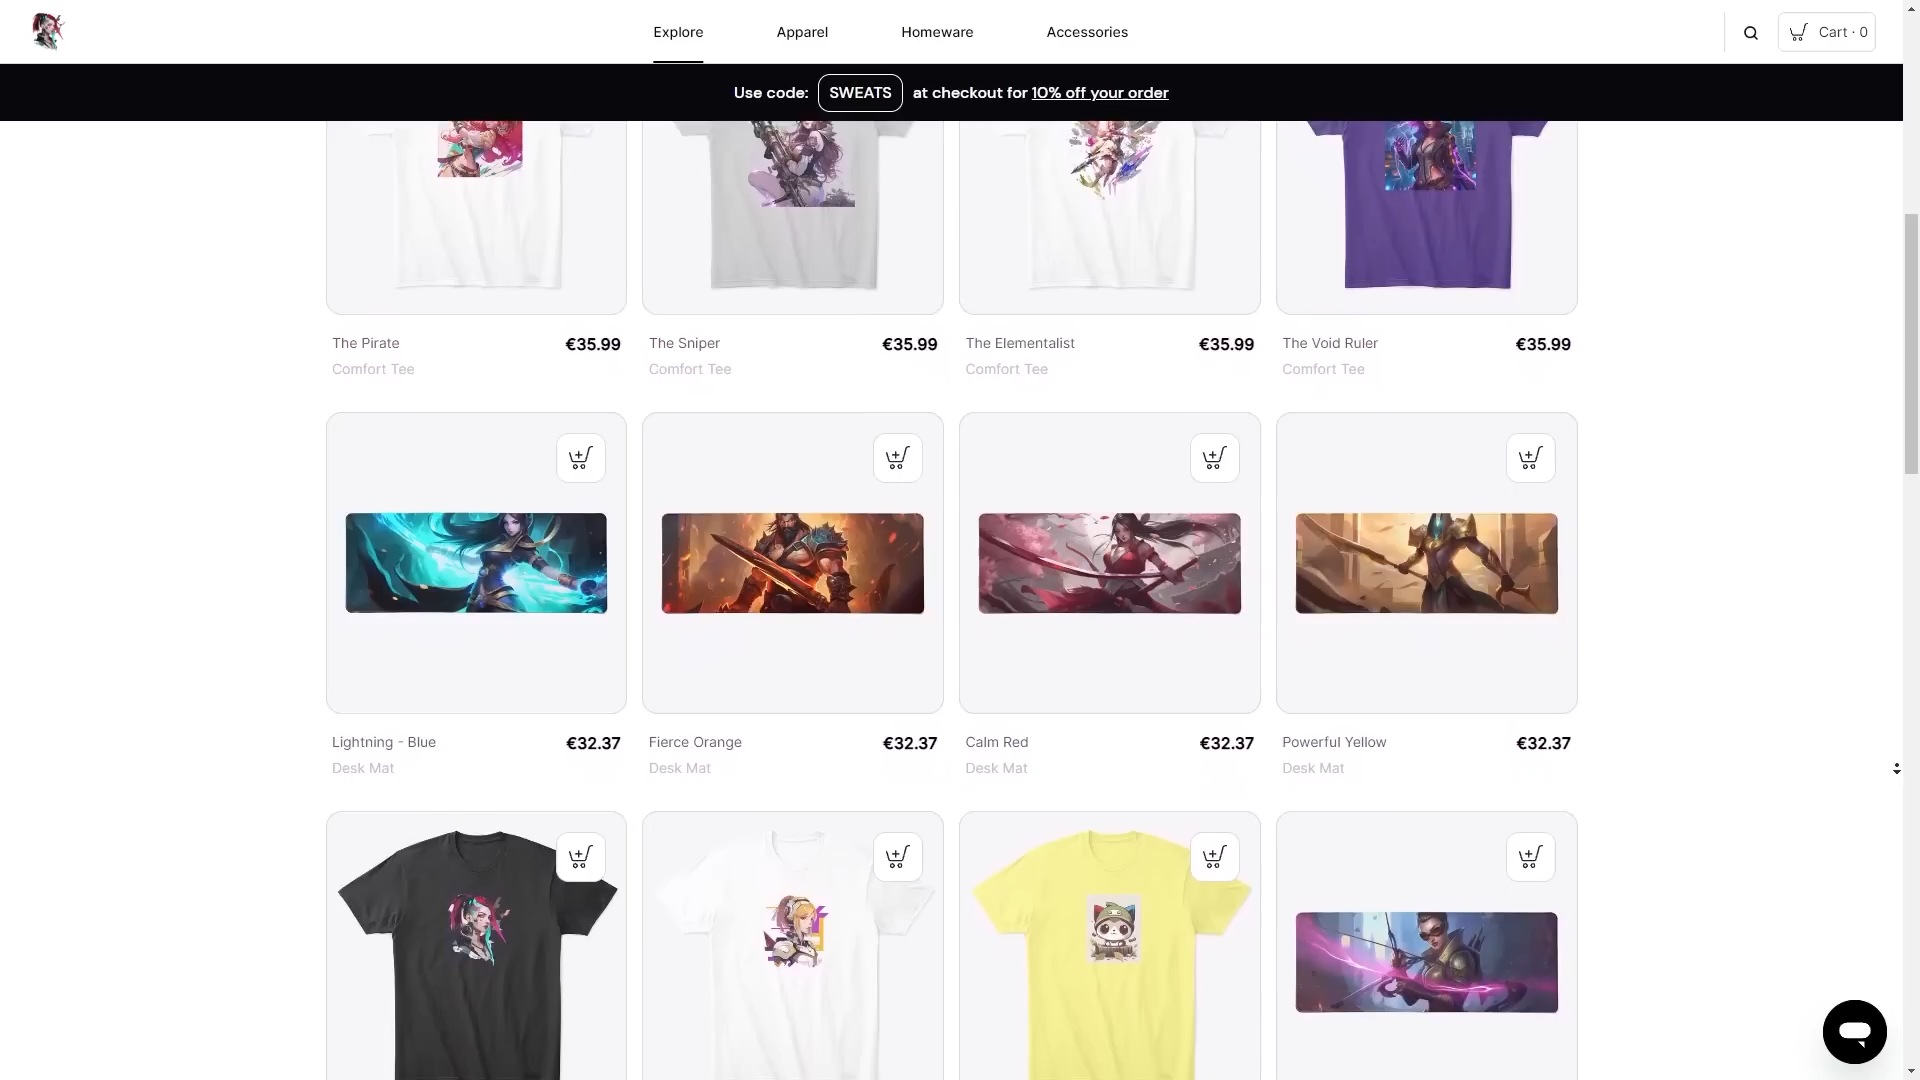 Explore
Apparel
Homeware
Accessories
Cart · 0
Use code: SWEATS at checkout for 10% off your order
The Pirate €35.99
Comfort Tee
The Sniper €35.99
Comfort Tee
The Elementalist €35.99
Comfort Tee
The Void Ruler €35.99
Comfort Tee
Lightning - Blue €32.37
Desk Mat
Fierce Orange €32.37
Desk Mat
Calm Red €32.37
Desk Mat
Powerful Yellow €32.37
Desk Mat